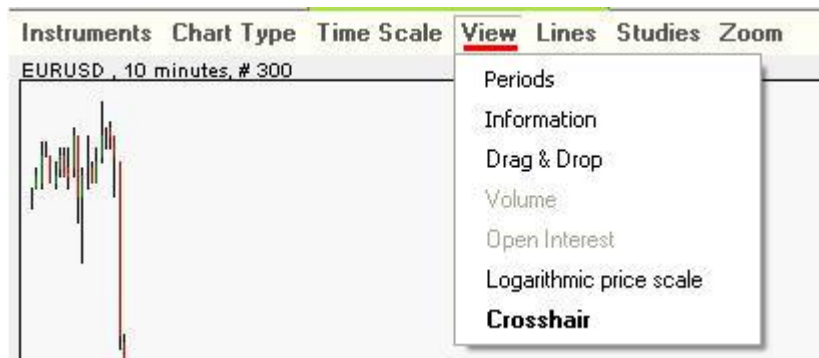 Instruments Chart Type Time Scale View Lines Studies Zoom
EURUSD , 10 minutes, # 300
Periods
Information
Drag & Drop
Volume
Open Interest
Logarithmic price scale
Crosshair